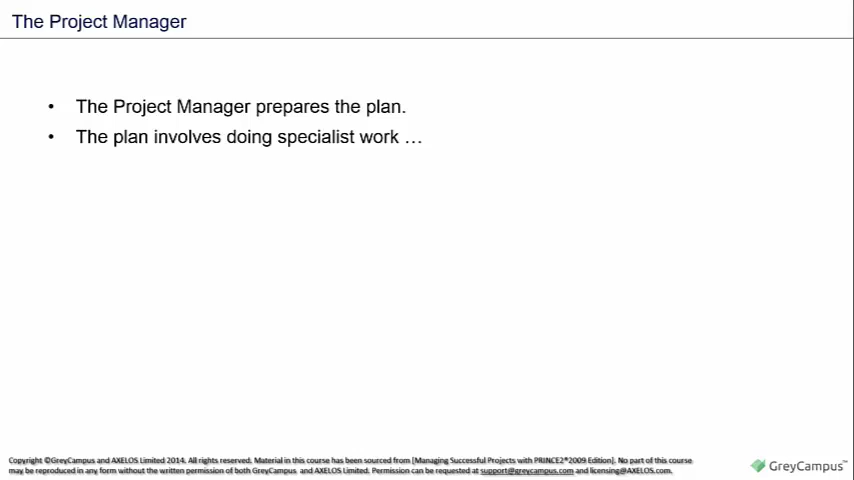 The Project Manager
• The Project Manager prepares the plan.
• The plan involves doing specialist work …
Copyright ©GreyCampus and AXELOS Limited 2014. All rights reserved. Material in this course has been sourced from [Managing Successful Projects with PRINCE2®2009 Edition]. No part of this course
may be reproduced in any form without the written permission of both GreyCampus and AXELOS Limited. Permission can be requested at support@greycampus.com and licensing@AXELOS.com.
GreyCampus™